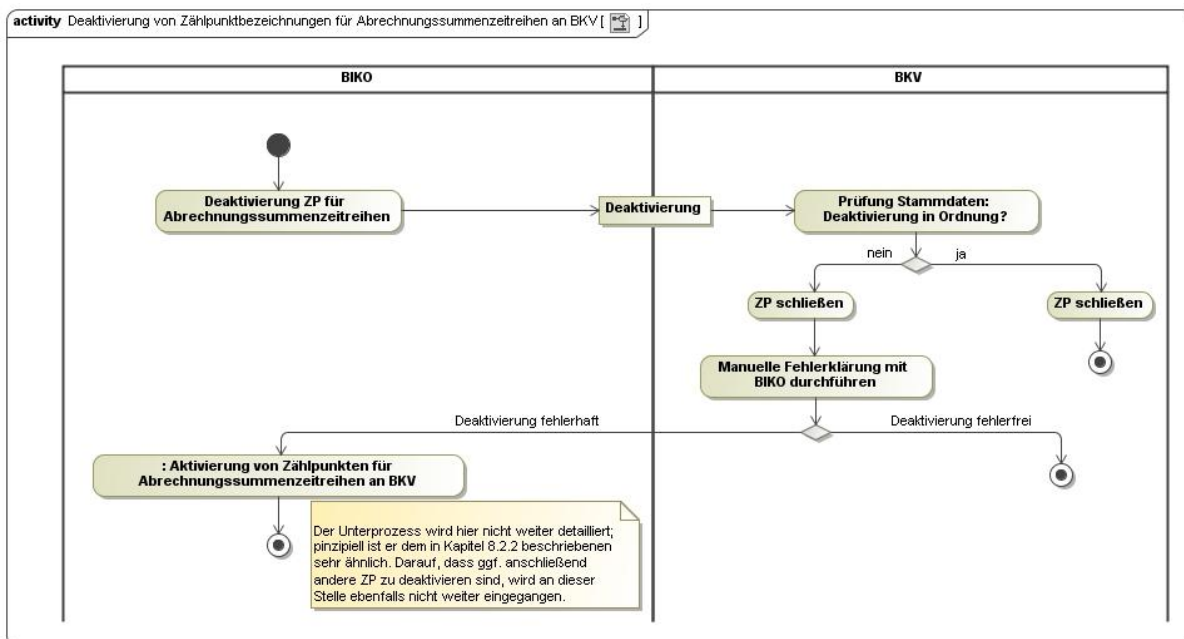 activity Deaktivierung von Zählpunktbezeichnungen für Abrechnungssummenzeitreihen an BKV [ ]
BIKO
BKV
Deaktivierung ZP für
Abrechnungssummenzeitreihen
Deaktivierung
Prüfung Stammdaten:
Deaktivierung in Ordnung?
nein
ja
ZP schließen
ZP schließen
Manuelle Fehlerklärung mit
BIKO durchführen
Deaktivierung fehlerhaft
Deaktivierung fehlerfrei
: Aktivierung von Zählpunkten für
Abrechnungssummenzeitreihen an BKV
Der Unterprozess wird hier nicht weiter detailliert;
pinzipiell ist er dem in Kapitel 8.2.2 beschriebenen
sehr ähnlich. Darauf, dass ggf. anschließend
andere ZP zu deaktivieren sind, wird an dieser
Stelle ebenfalls nicht weiter eingegangen.